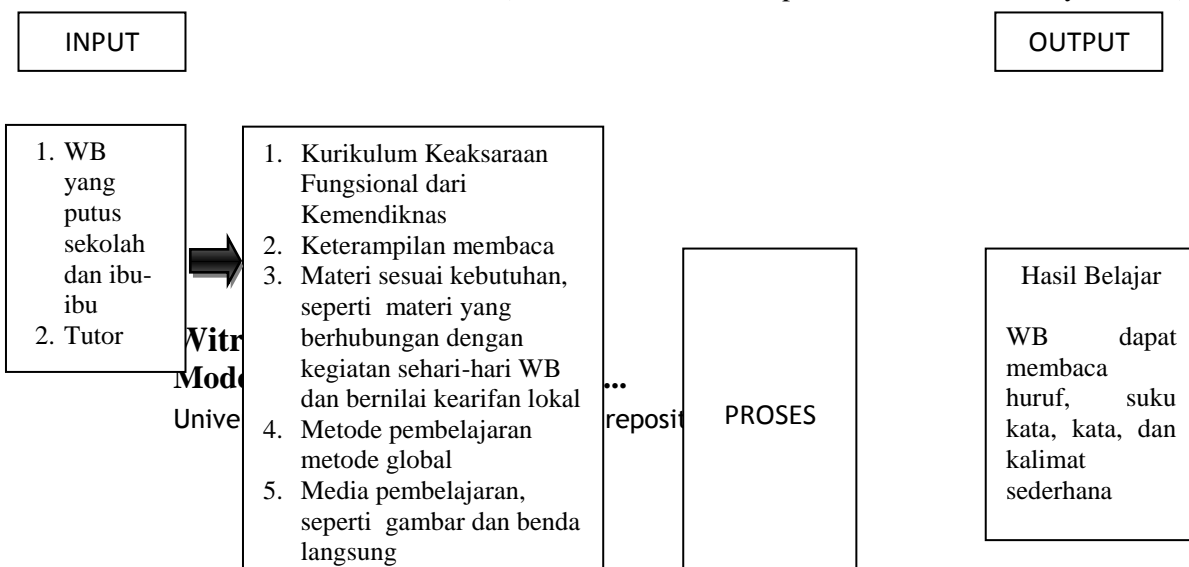 INPUT
OUTPUT
1. WB
yang
putus
sekolah
dan ibu-
ibu
2. Tutor
1. Kurikulum Keaksaraan
Fungsional dari
Kemendiknas
2. Keterampilan membaca
3. Materi sesuai kebutuhan,
seperti materi yang
berhubungan dengan
kegiatan sehari-hari WB
dan bernilai kearifan lokal
4. Metode pembelajaran
metode global
5. Media pembelajaran,
seperti gambar dan benda
langsung
...
PROSES
Hasil Belajar
WB dapat
membaca
huruf, suku
kata, kata, dan
kalimat
sederhana